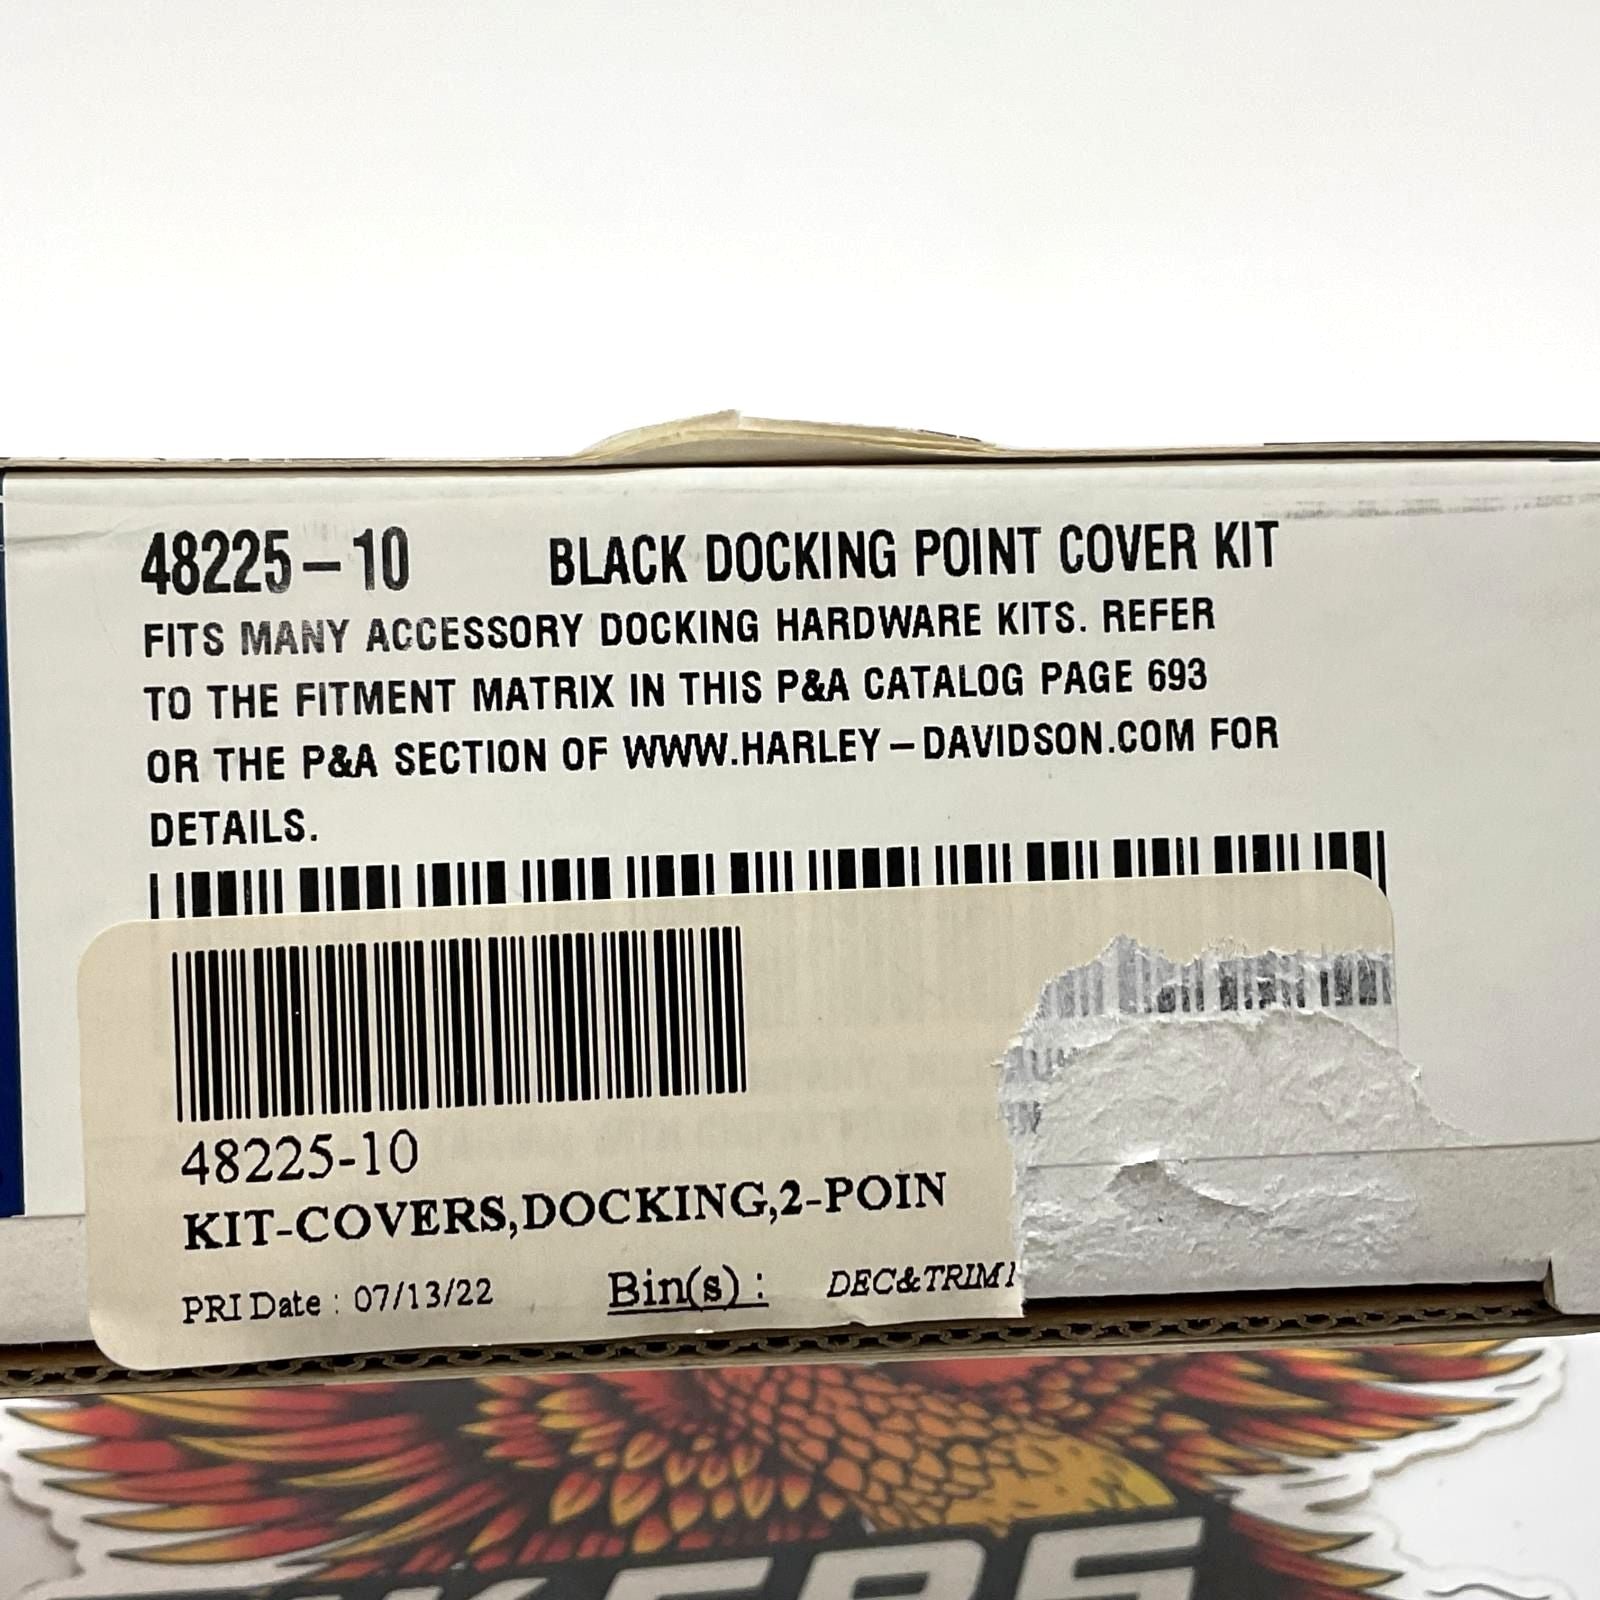 48225-10 BLACK DOCKING POINT COVER KIT
FITS MANY ACCESSORY DOCKING HARDWARE KITS. REFER
TO THE FITMENT MATRIX IN THIS P&A CATALOG PAGE 693
OR THE P&A SECTION OF WWW.HARLEY-DAVIDSON.COM FOR
DETAILS.
48225-10
KIT-COVERS,DOCKING,2-POIN
PRI Date : 07/13/22 Bin(s) : DEC&TRIM1